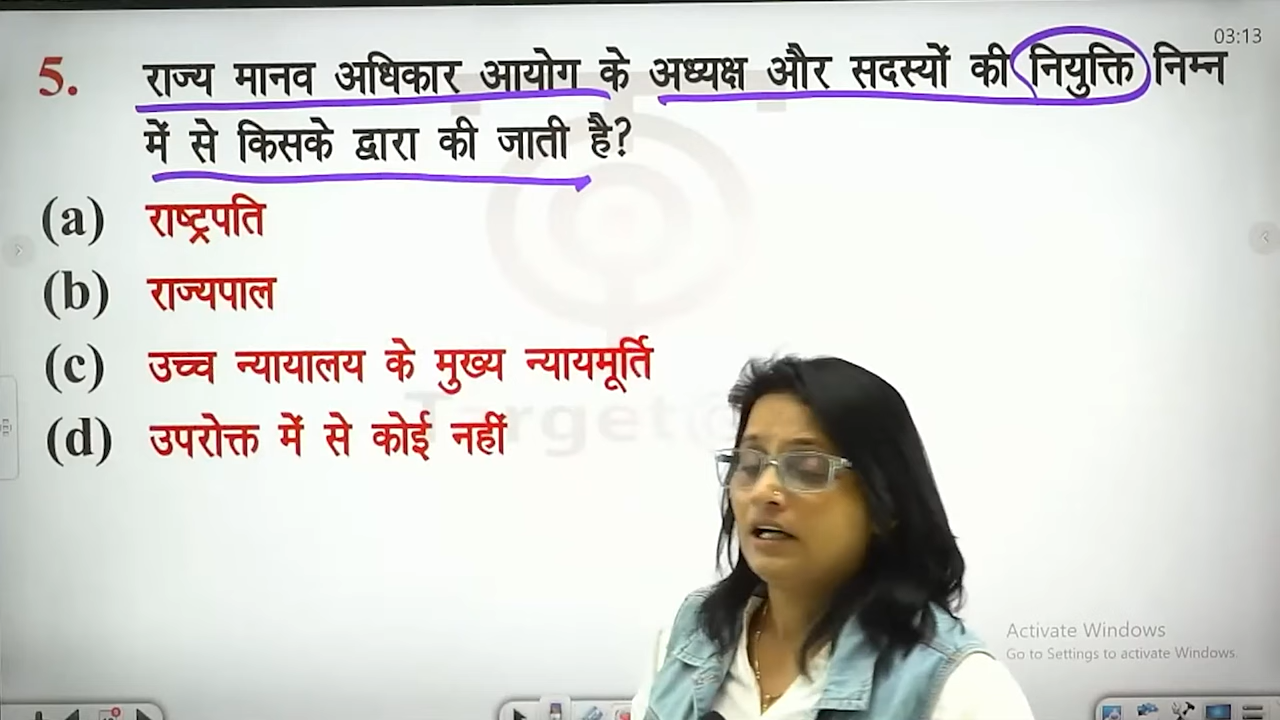 03:13
5. राज्य मानव अधिकार आयोग के अध्यक्ष और सदस्यों की नियुक्ति निम्न
में से किसके द्वारा की जाती है?
(a) राष्ट्रपति
(b) राज्यपाल
(c) उच्च न्यायालय के मुख्य न्यायमूर्ति
(d) उपरोक्त में से कोई नहीं
Target@
Activate Windows
Go to Settings to activate Windows.